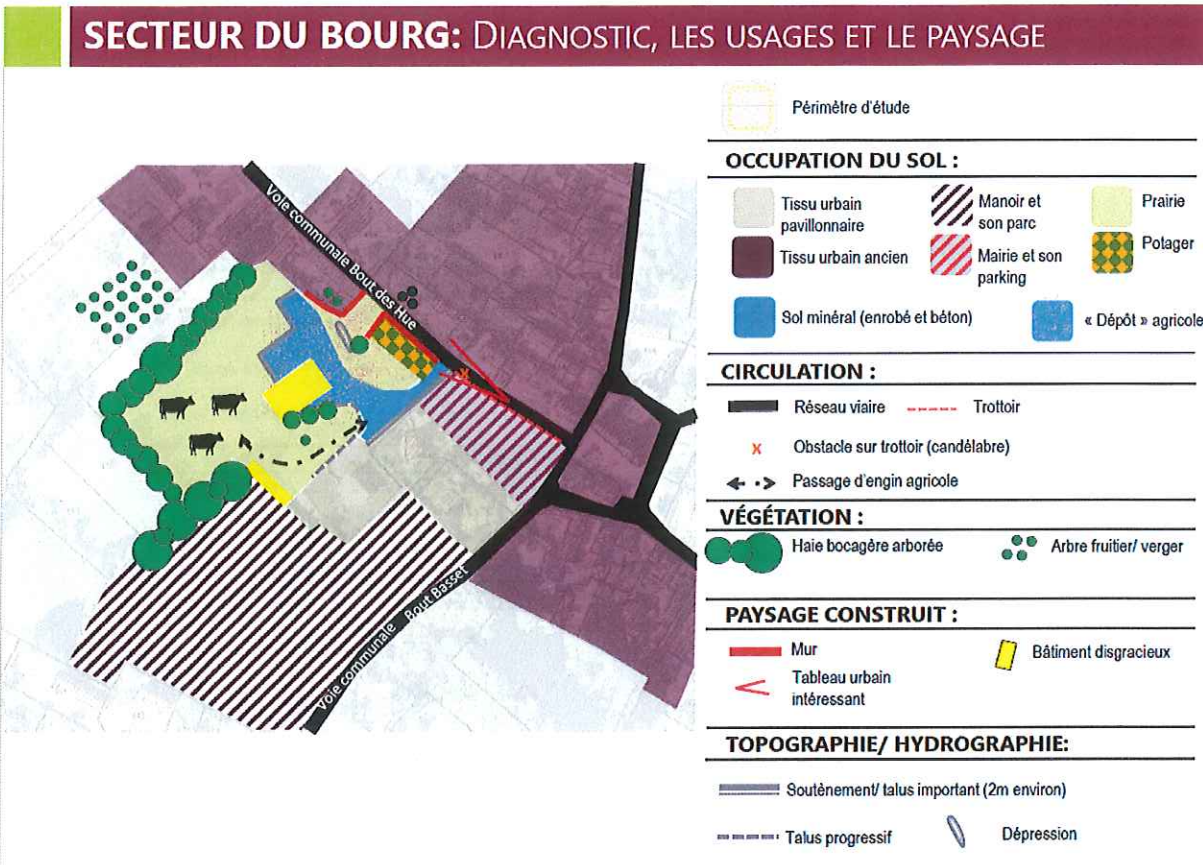 SECTEUR DU BOURG: DIAGNOSTIC, LES USAGES ET LE PAYSAGE
Voie communale Bout des Hue
Voie communale Bout Basset
x
Périmètre d'étude
OCCUPATION DU SOL :
Tissu urbain
pavillonnaire
Manoir et
son parc
Prairie
Tissu urbain ancien
Mairie et son
parking
Potager
Sol minéral (enrobé et béton)
« Dépôt » agricole
CIRCULATION :
Réseau viaire
Trottoir
x Obstacle sur trottoir (candélabre)
Passage d'engin agricole
VÉGÉTATION :
Haie bocagère arborée
Arbre fruitier/ verger
PAYSAGE CONSTRUIT :
Mur
Bâtiment disgracieux
Tableau urbain
intéressant
TOPOGRAPHIE/ HYDROGRAPHIE:
Soutènement/ talus important (2m environ)
Talus progressif
Dépression